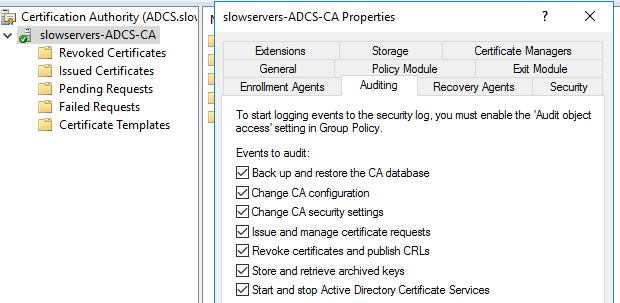 Certification Authority (ADCS.slow
slowservers-ADCS-CA
Revoked Certificates
Issued Certificates
Pending Requests
Failed Requests
Certificate Templates
slowservers-ADCS-CA Properties
?
Extensions
Storage
Certificate Managers
General
Policy Module
Exit Module
Enrollment Agents
Auditing
Recovery Agents
Security
To start logging events to the security log, you must enable the 'Audit object
access' setting in Group Policy.
Events to audit:
Back up and restore the CA database
Change CA configuration
Change CA security settings
Issue and manage certificate requests
Revoke certificates and publish CRLs
Store and retrieve archived keys
Start and stop Active Directory Certificate Services